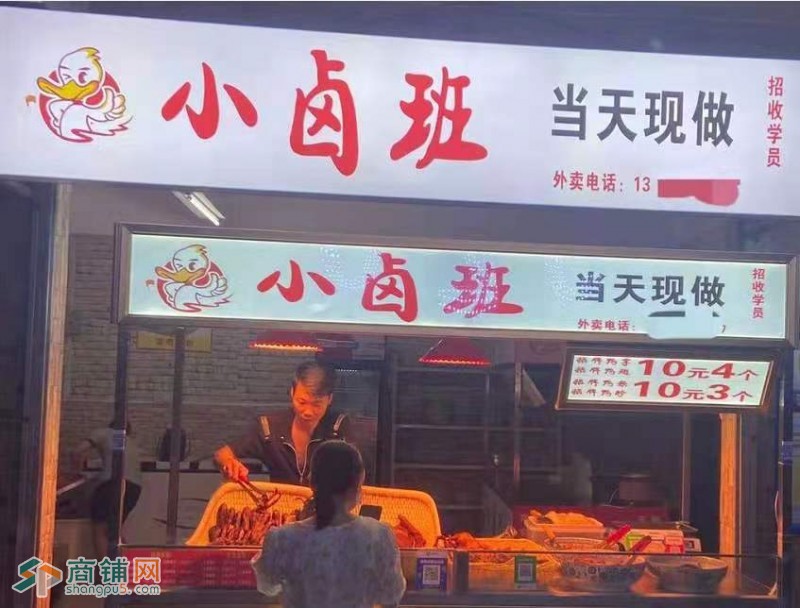 小卤班
当天现做
招收学员
外卖电话：13
小卤班
当天现做
招收学员
外卖电话：
10元4个
10元3个
商铺网
shangpu5.com